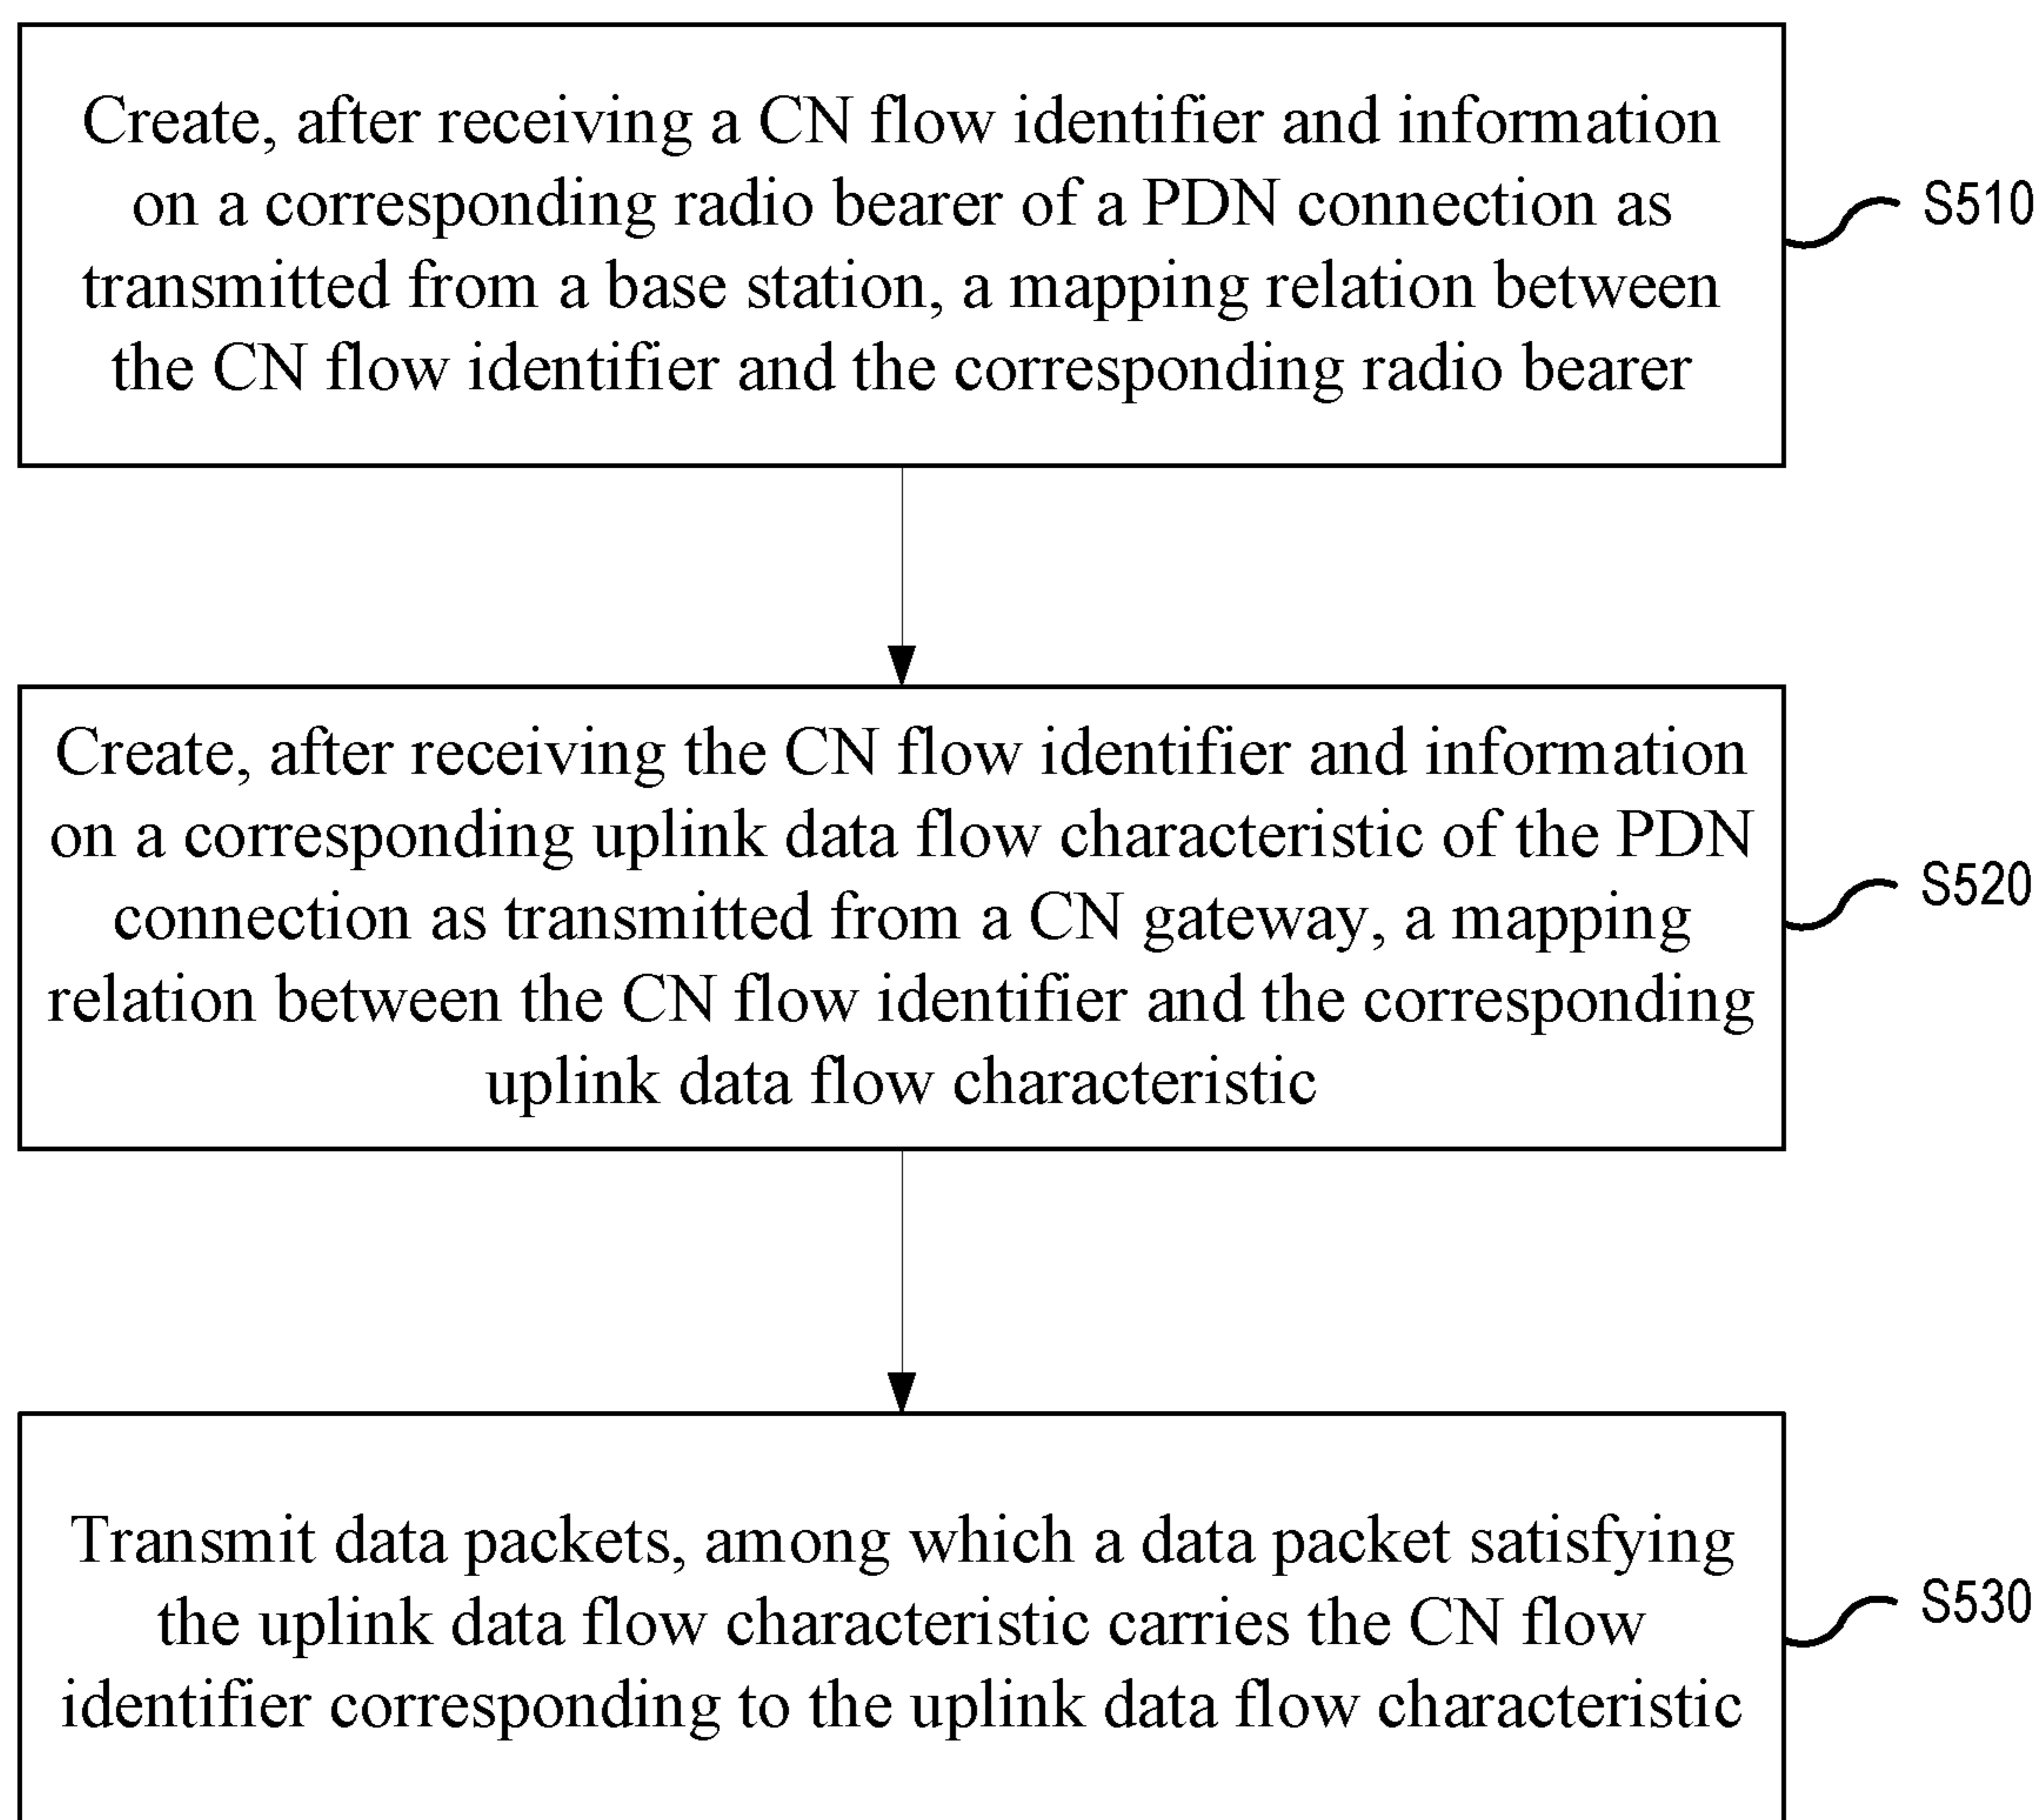 Create, after receiving a CN flow identifier and information
on a corresponding radio bearer of a PDN connection as
transmitted from a base station, a mapping relation between
the CN flow identifier and the corresponding radio bearer
S510
Create, after receiving the CN flow identifier and information
on a corresponding uplink data flow characteristic of the PDN
connection as transmitted from a CN gateway, a mapping
relation between the CN flow identifier and the corresponding
uplink data flow characteristic
S520
Transmit data packets, among which a data packet satisfying
the uplink data flow characteristic carries the CN flow
identifier corresponding to the uplink data flow characteristic
S530